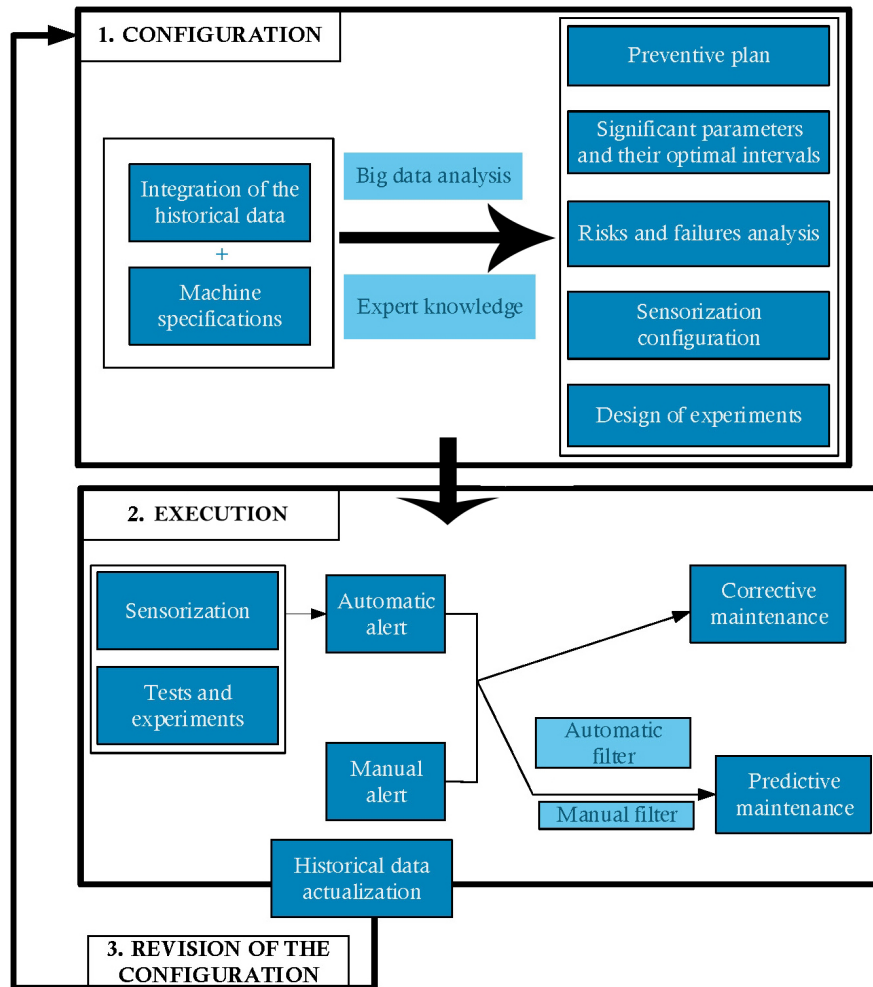 1. CONFIGURATION
Integration of the
historical data
+
Machine
specifications
Big data analysis
Expert knowledge
Preventive plan
Significant parameters
and their optimal intervals
Risks and failures analysis
Sensorization
configuration
Design of experiments
2. EXECUTION
Sensorization
Tests and
experiments
Automatic
alert
Manual
alert
Corrective
maintenance
Automatic
filter
Manual filter
Predictive
maintenance
Historical data
actualization
3. REVISION OF THE
CONFIGURATION